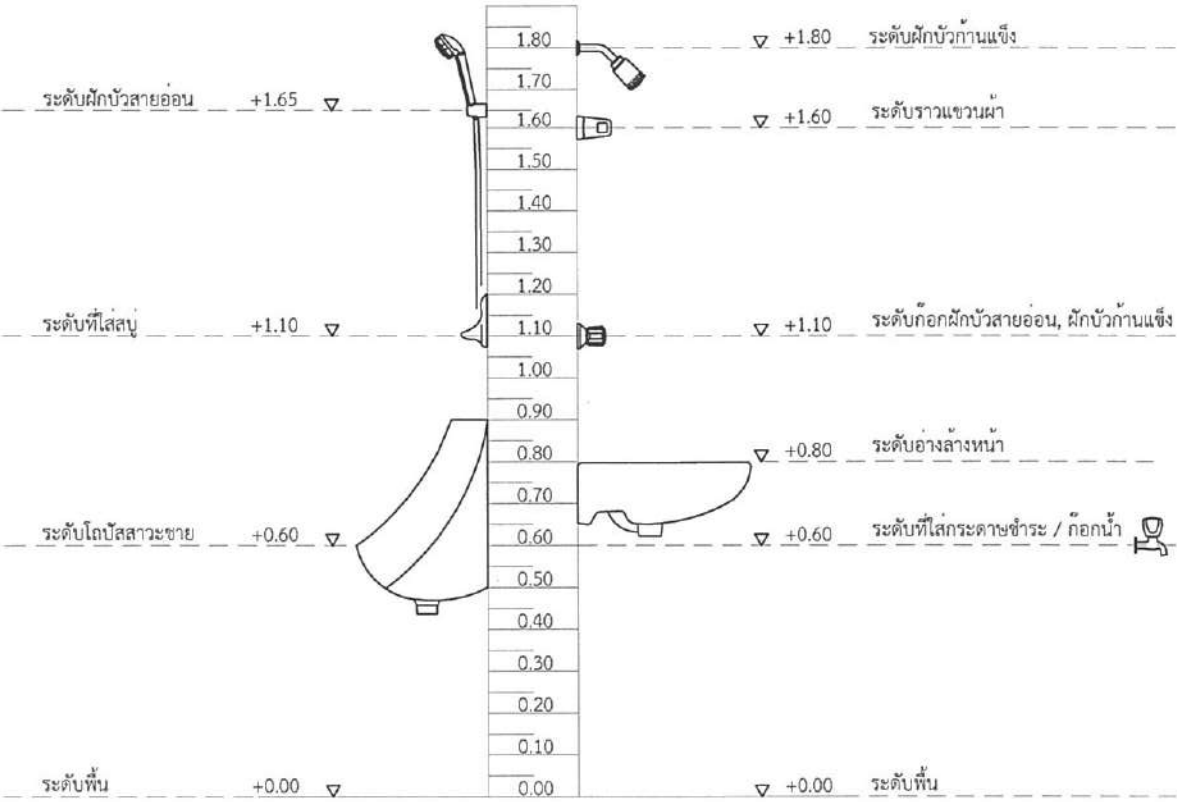 ระดับฝักบัวสายอ่อน +1.65
ระดับที่ใส่สบู่ +1.10
ระดับโถปัสสาวะชาย +0.60
ระดับพื้น +0.00
1.80
1.70
1.60
1.50
1.40
1.30
1.20
1.10
1.00
0.90
0.80
0.70
0.60
0.50
0.40
0.30
0.20
0.10
0.00
+1.80 ระดับฝักบัวก้านแข็ง
+1.60 ระดับราวแขวนผ้า
+1.10 ระดับก๊อกฝักบัวสายอ่อน, ฝักบัวก้านแข็ง
+0.80 ระดับอ่างล้างหน้า
+0.60 ระดับที่ใส่กระดาษชำระ / ก๊อกน้ำ
+0.00 ระดับพื้น